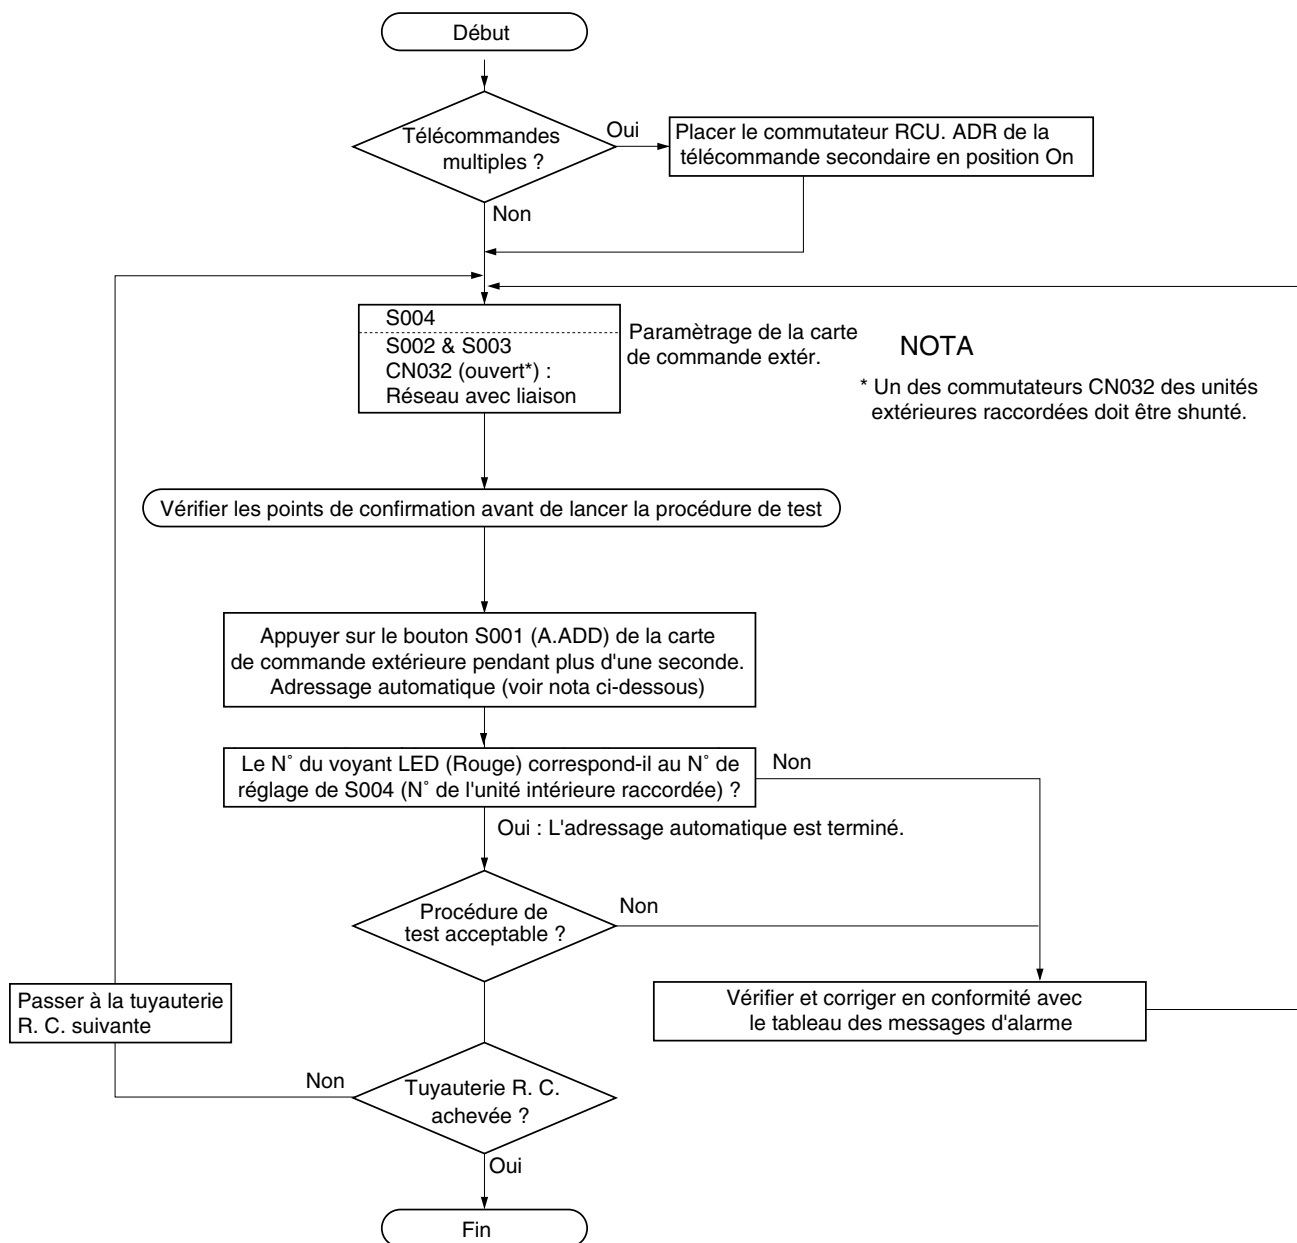 Début
Télécommandes
multiples ?
Oui
Placer le commutateur RCU. ADR de la
télécommande secondaire en position On
Non
S004
S002 & S003
CN032 (ouvert*) :
Réseau avec liaison
Paramètrage de la carte
de commande extér.
NOTA
* Un des commutateurs CN032 des unités
extérieures raccordées doit être shunté.
Vérifier les points de confirmation avant de lancer la procédure de test
Appuyer sur le bouton S001 (A.ADD) de la carte
de commande extérieure pendant plus d'une seconde.
Adressage automatique (voir nota ci-dessous)
Le N° du voyant LED (Rouge) correspond-il au N° de
réglage de S004 (N° de l'unité intérieure raccordée) ?
Non
Oui : L'adressage automatique est terminé.
Procédure de
test acceptable ?
Non
Passer à la tuyauterie
R. C. suivante
Vérifier et corriger en conformité avec
le tableau des messages d'alarme
Non
Tuyauterie R. C.
achevée ?
Oui
Fin